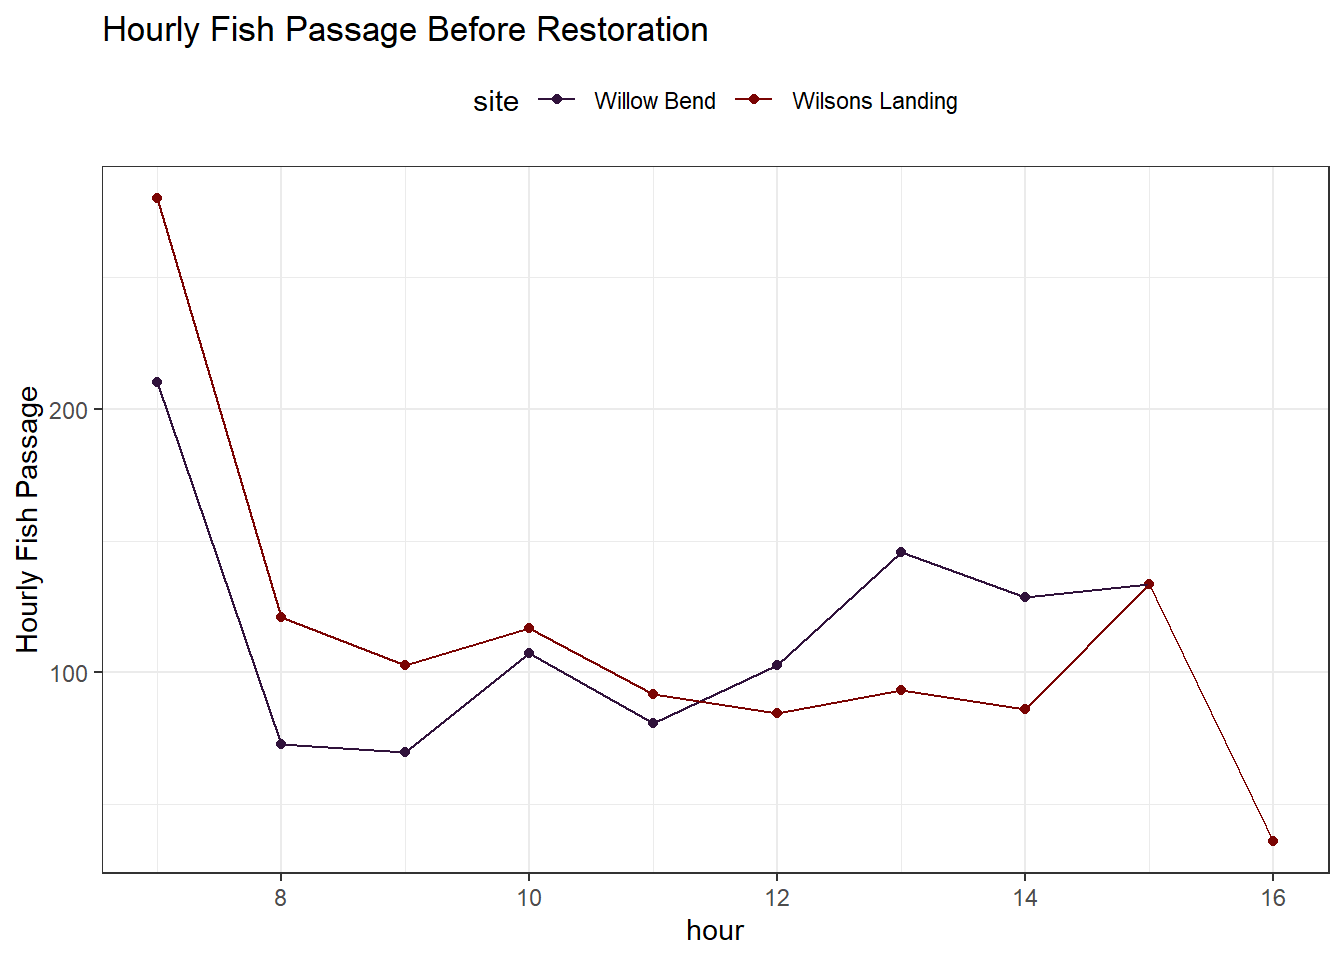 Hourly Fish Passage Before Restoration
site Willow Bend Wilsons Landing
Hourly Fish Passage
200
100
8 10 12 14 16
hour